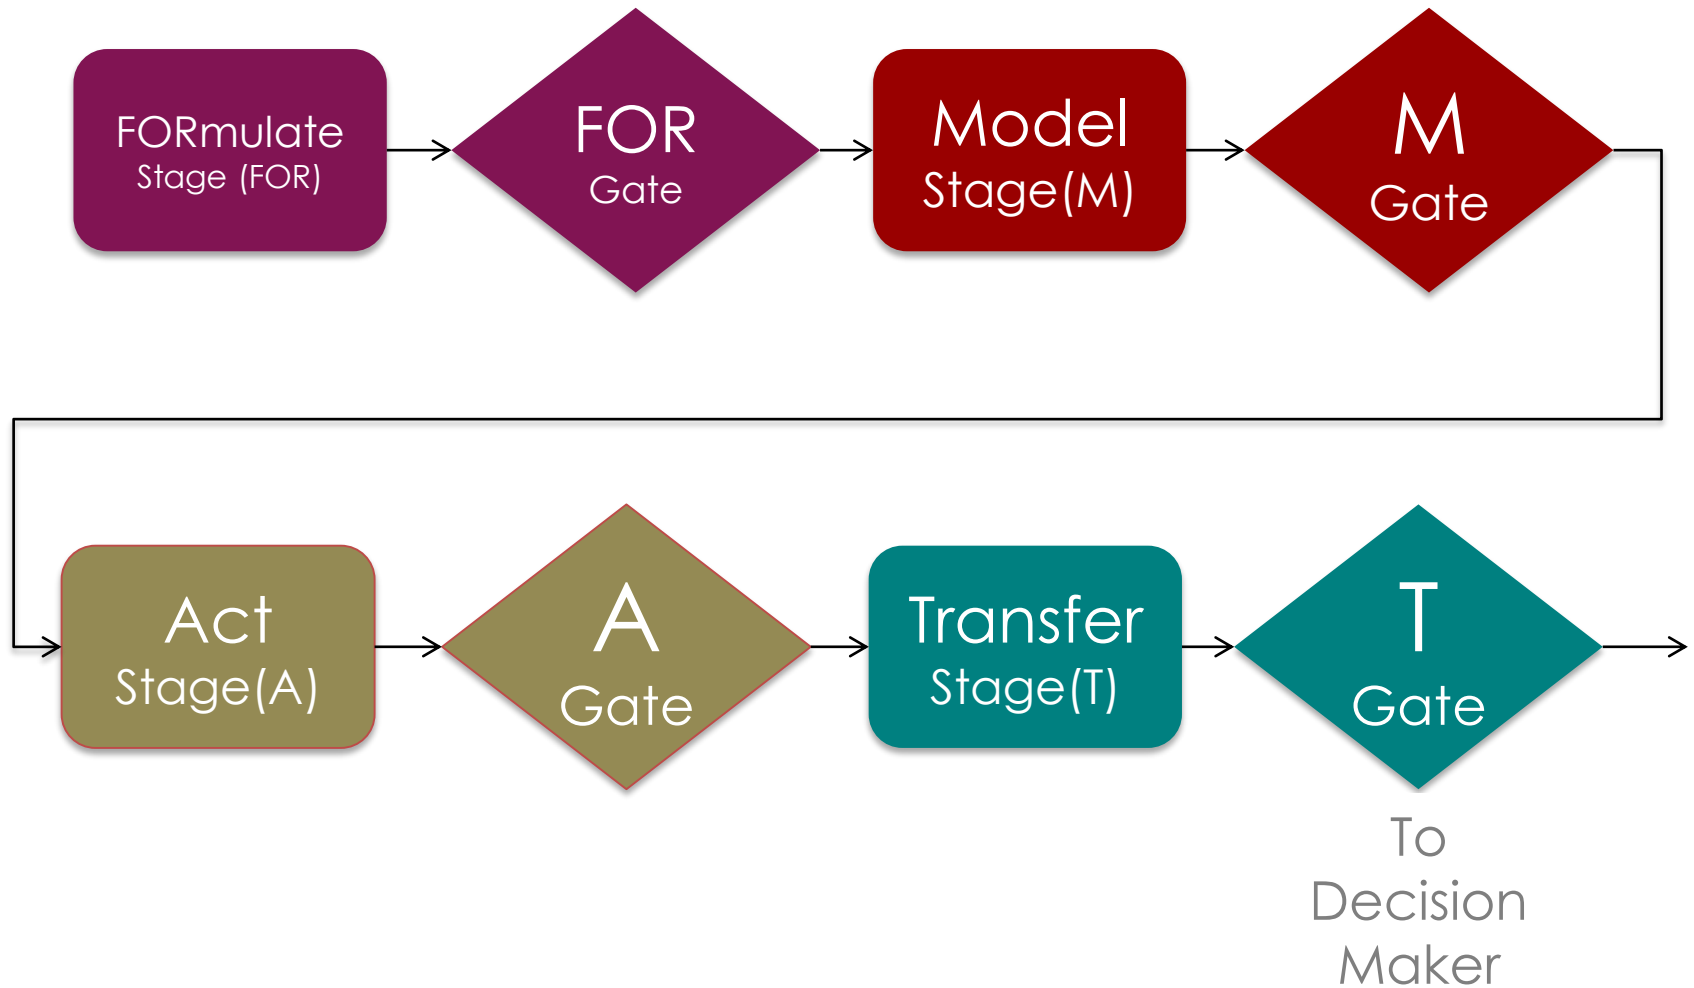 FORmulate
Stage (FOR)
FOR
Gate
Model
Stage(M)
M
Gate
Act
Stage(A)
A
Gate
Transfer
Stage(T)
T
Gate
To
Decision
Maker